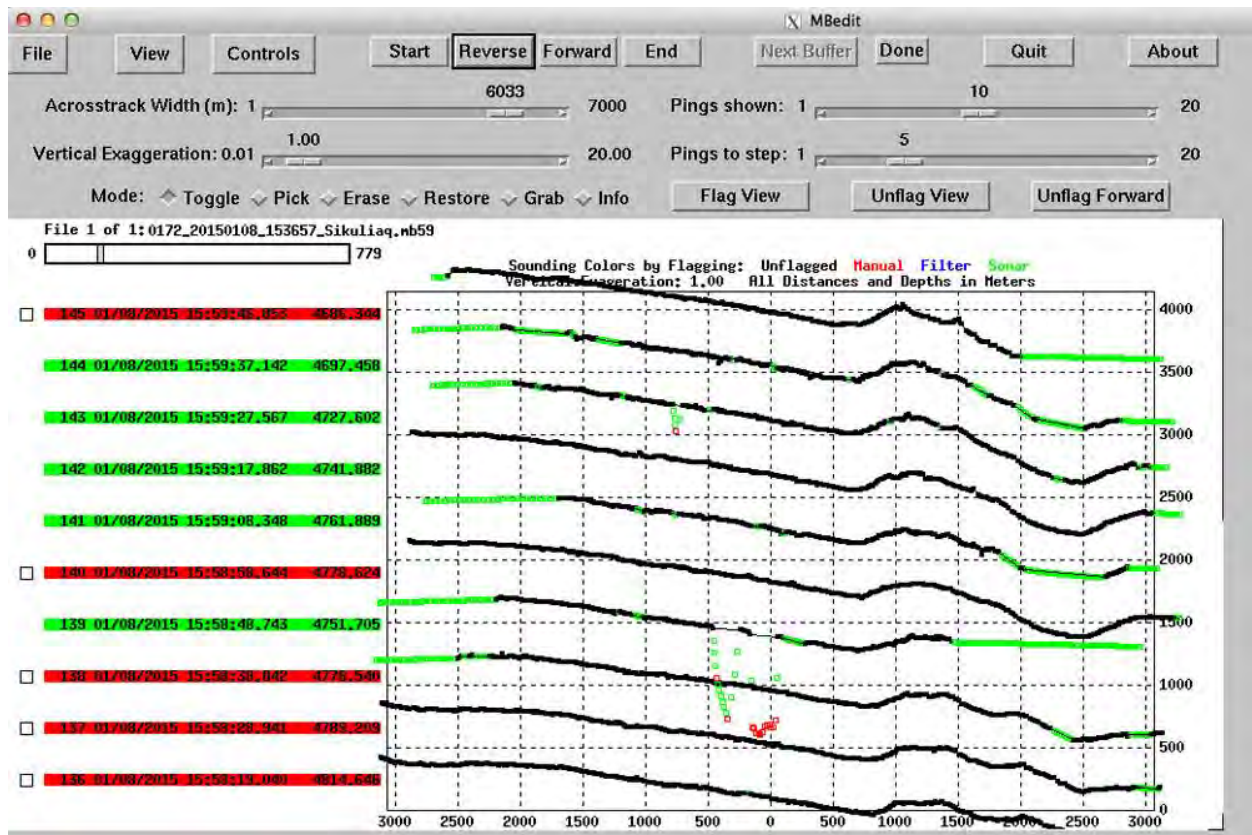 MBedit
File View Controls Start Reverse Forward End Next Buffer Done Quit About
6033 10
Acrosstrack Width (m): 1 7000 Pings shown: 1 20
1.00 5
Vertical Exaggeration: 0.01 20.00 Pings to step: 1 20
Mode: Toggle Pick Erase Restore Grab Info Flag View Unflag View Unflag Forward
File 1 of 1: 0172_20150108_153657_Sikuliaq.mb59
0 779
Sounding Colors by Flagging: Unflagged Manual Filter Sonar
Vertical Exageration: 1.00 All Distances and Depths in Meters
4000
145 01/08/2015 15:59:46.853 4686.344
144 01/08/2015 15:59:37.142 4697.458
3500
143 01/08/2015 15:59:27.567 4727.602
3000
142 01/08/2015 15:59:17.862 4741.882
2500
141 01/08/2015 15:59:08.348 4761.889
2000
140 01/08/2015 15:58:58.644 4778.624
1500
139 01/08/2015 15:58:48.743 4751.705
138 01/08/2015 15:58:38.842 4776.540
1000
137 01/08/2015 15:58:28.941 4789.209
500
136 01/08/2015 15:58:19.040 4814.646
0
3000 2500 2000 1500 1000 500 0 500 1000 1500 2000 2500 3000